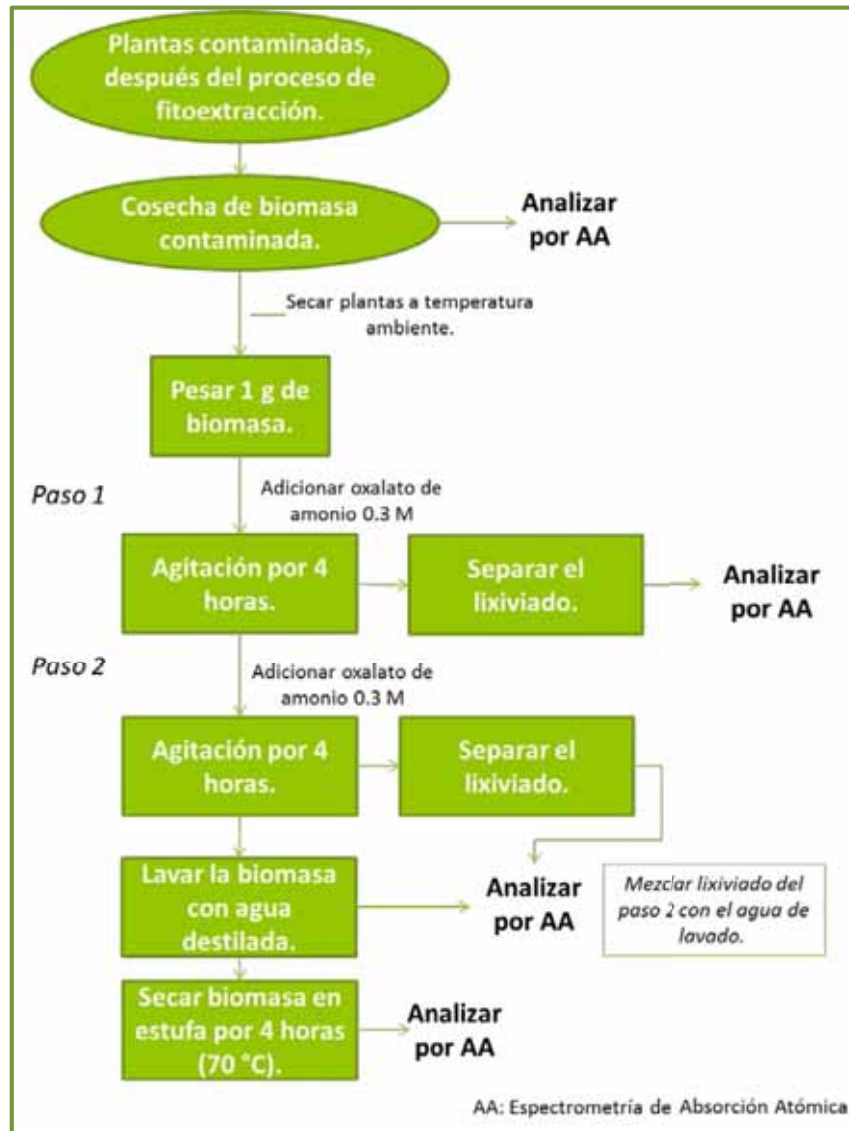 Plantas contaminadas,
después del proceso de
fitoextracción.
Cosecha de biomasa
contaminada.
Analizar
por AA
Secar plantas a temperatura
ambiente.
Pesar 1 g de
biomasa.
Paso 1
Adicionar oxalato de
amonio 0.3 M
Agitación por 4
horas.
Separar el
lixiviado.
Analizar
por AA
Paso 2
Adicionar oxalato de
amonio 0.3 M
Agitación por 4
horas.
Separar el
lixiviado.
Lavar la biomasa
con agua
destilada.
Analizar
por AA
Mezclar lixiviado del
paso 2 con el agua de
lavado.
Secar biomasa en
estufa por 4 horas
(70 °C).
Analizar
por AA
AA: Espectrometría de Absorción Atómica